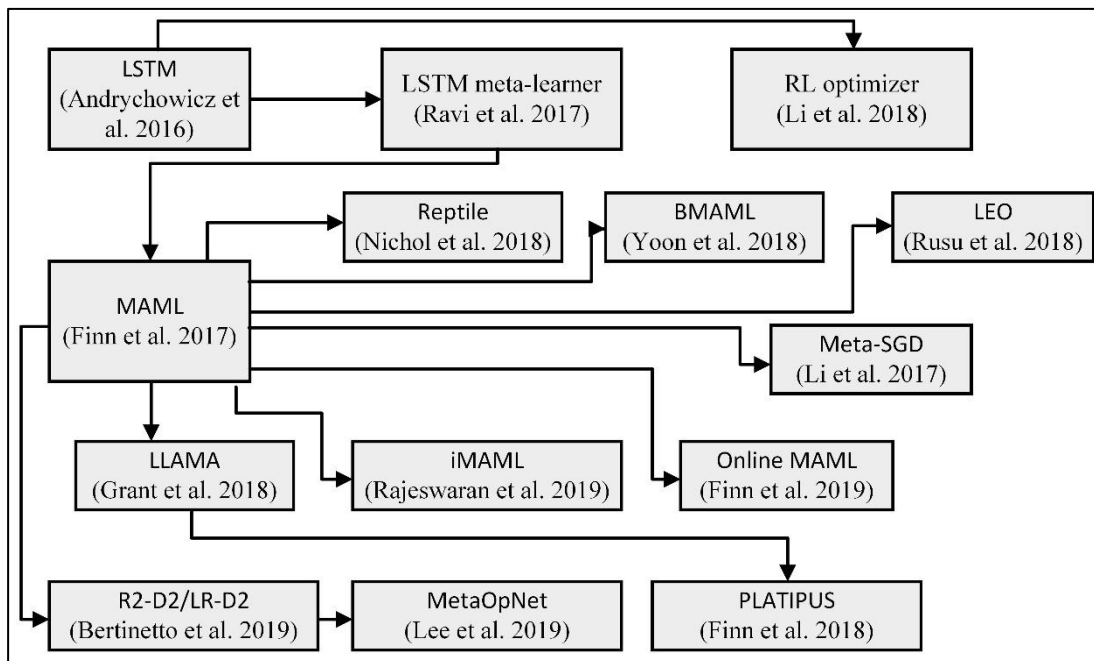 LSTM
(Andrychowicz et
al. 2016)
LSTM meta-learner
(Ravi et al. 2017)
RL optimizer
(Li et al. 2018)
Reptile
(Nichol et al. 2018)
BMAML
(Yoon et al. 2018)
LEO
(Rusu et al. 2018)
MAML
(Finn et al. 2017)
Meta-SGD
(Li et al. 2017)
LLAMA
(Grant et al. 2018)
iMAML
(Rajeswaran et al. 2019)
Online MAML
(Finn et al. 2019)
R2-D2/LR-D2
(Bertinetto et al. 2019)
MetaOpNet
(Lee et al. 2019)
PLATIPUS
(Finn et al. 2018)